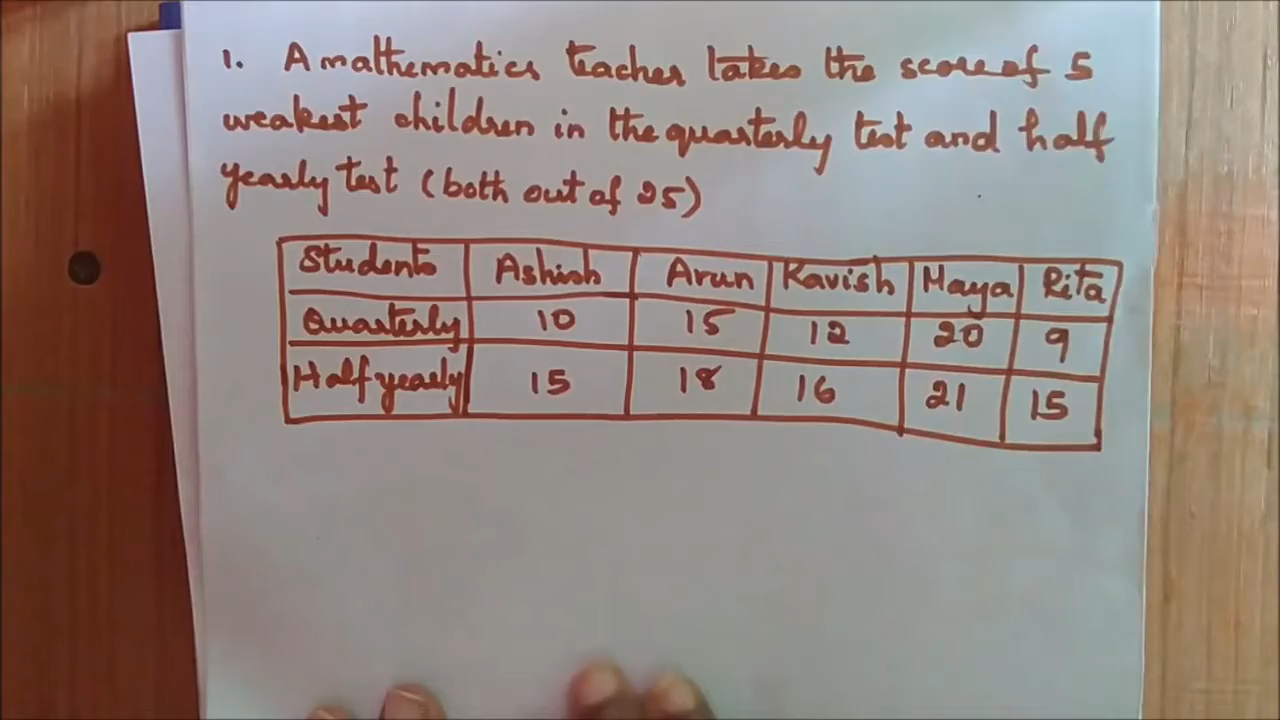 1. A mathematics teacher takes the score of 5
weakest children in the quarterly test and half
yearly test (both out of 25)
Students Ashish Arun Kavish Maya Rita
Quarterly 10 15 12 20 9
Half yearly 15 18 16 21 15